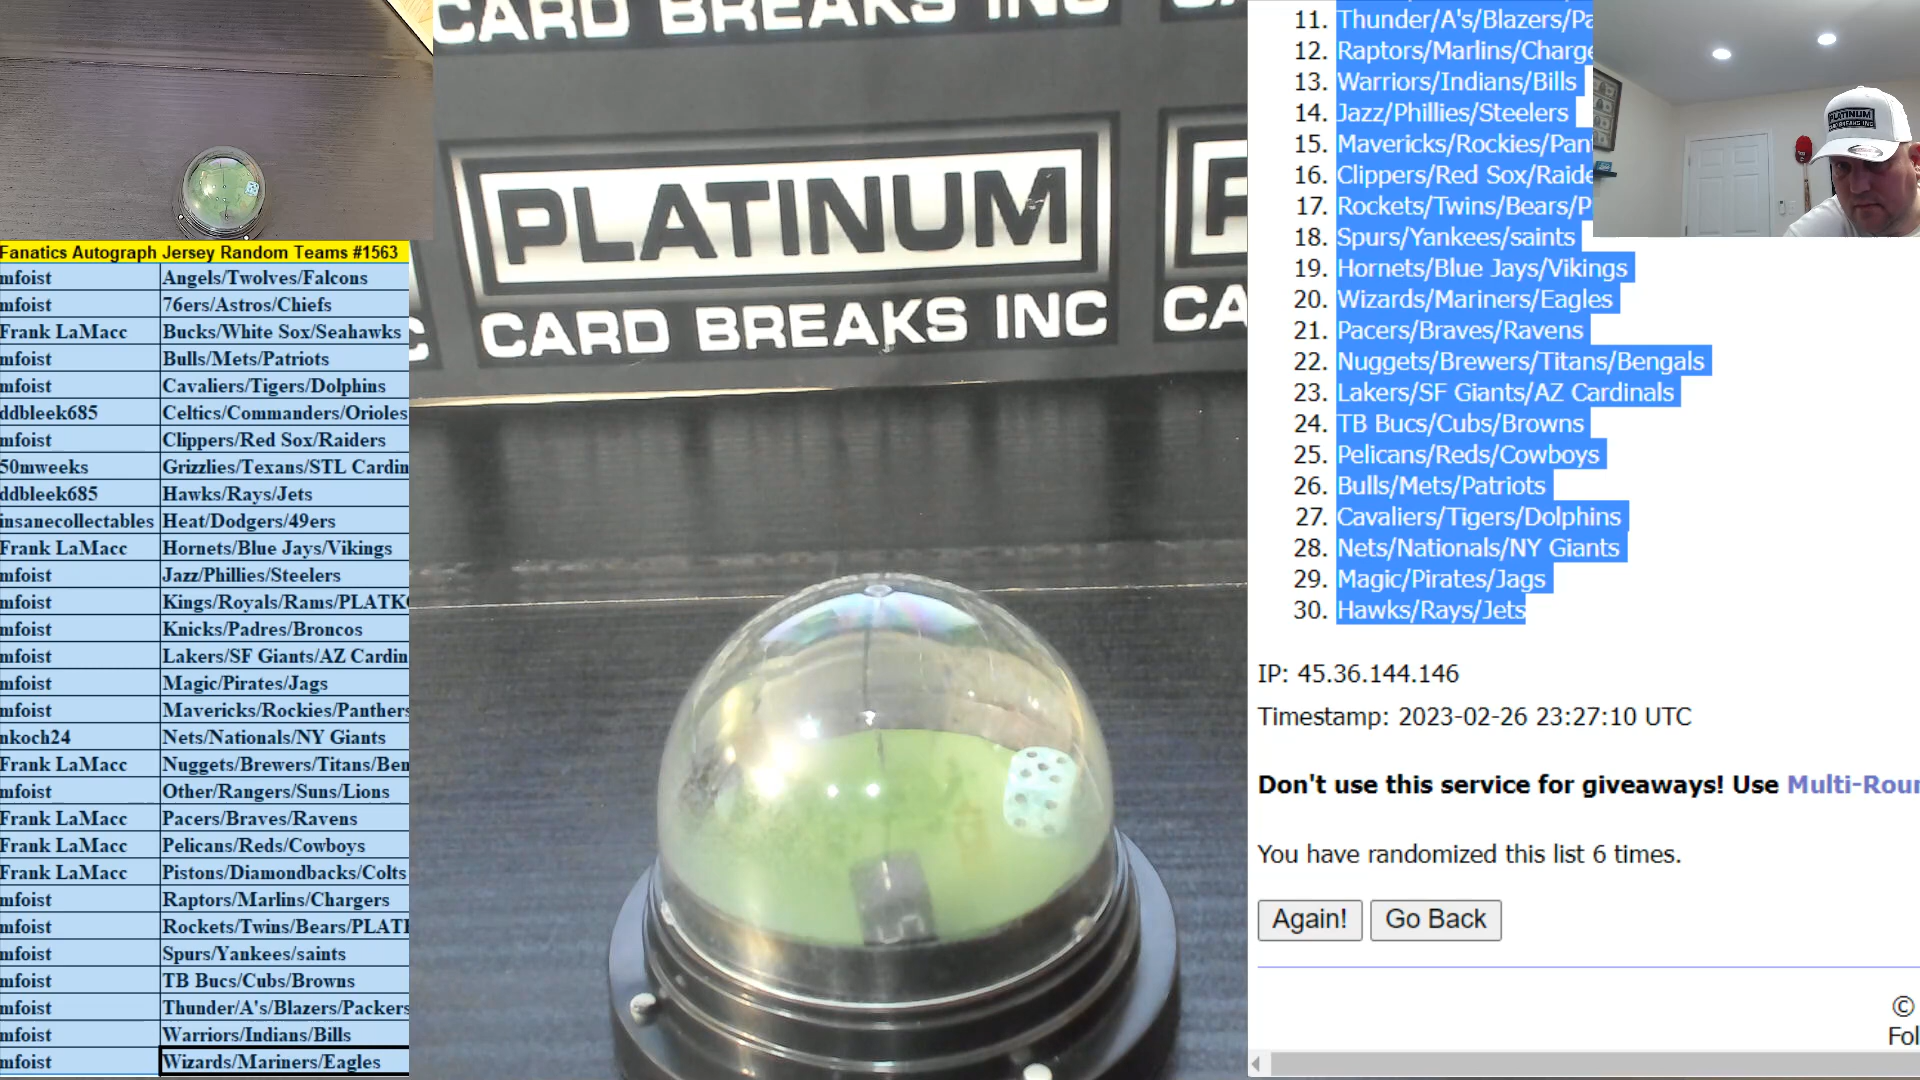 Fanatics Autograph Jersey Random Teams #1563
mfoist Angels/Twolves/Falcons
mfoist 76ers/Astros/Chiefs
Frank LaMacc Bucks/White Sox/Seahawks
mfoist Bulls/Mets/Patriots
mfoist Cavaliers/Tigers/Dolphins
ddbleek685 Celtics/Commanders/Orioles
mfoist Clippers/Red Sox/Raiders
50mweeks Grizzlies/Texans/STL Cardin
ddbleek685 Hawks/Rays/Jets
insanecollectables Heat/Dodgers/49ers
Frank LaMacc Hornets/Blue Jays/Vikings
mfoist Jazz/Phillies/Steelers
mfoist Kings/Royals/Rams/PLATK
mfoist Knicks/Padres/Broncos
mfoist Lakers/SF Giants/AZ Cardin
mfoist Magic/Pirates/Jags
mfoist Mavericks/Rockies/Panthers
nkoch24 Nets/Nationals/NY Giants
Frank LaMacc Nuggets/Brewers/Titans/Ben
mfoist Other/Rangers/Suns/Lions
Frank LaMacc Pacers/Braves/Ravens
Frank LaMacc Pelicans/Reds/Cowboys
Frank LaMacc Pistons/Diamondbacks/Colts
mfoist Raptors/Marlins/Chargers
mfoist Rockets/Twins/Bears/PLAT
mfoist Spurs/Yankees/saints
mfoist TB Bucs/Cubs/Browns
mfoist Thunder/A's/Blazers/Packers
mfoist Warriors/Indians/Bills
mfoist Wizards/Mariners/Eagles
CARD BREAKS INC
PLATINUM
CARD BREAKS INC
CA
11. Thunder/A's/Blazers/Pa
12. Raptors/Marlins/Charge
13. Warriors/Indians/Bills
14. Jazz/Phillies/Steelers
15. Mavericks/Rockies/Pan
16. Clippers/Red Sox/Raide
17. Rockets/Twins/Bears/P
18. Spurs/Yankees/saints
19. Hornets/Blue Jays/Vikings
20. Wizards/Mariners/Eagles
21. Pacers/Braves/Ravens
22. Nuggets/Brewers/Titans/Bengals
23. Lakers/SF Giants/AZ Cardinals
24. TB Bucs/Cubs/Browns
25. Pelicans/Reds/Cowboys
26. Bulls/Mets/Patriots
27. Cavaliers/Tigers/Dolphins
28. Nets/Nationals/NY Giants
29. Magic/Pirates/Jags
30. Hawks/Rays/Jets
IP: 45.36.144.146
Timestamp: 2023-02-26 23:27:10 UTC
Don't use this service for giveaways! Use Multi-Roun
You have randomized this list 6 times.
Again! Go Back
©
Fol
PLATINUM
CARD BREAKS INC